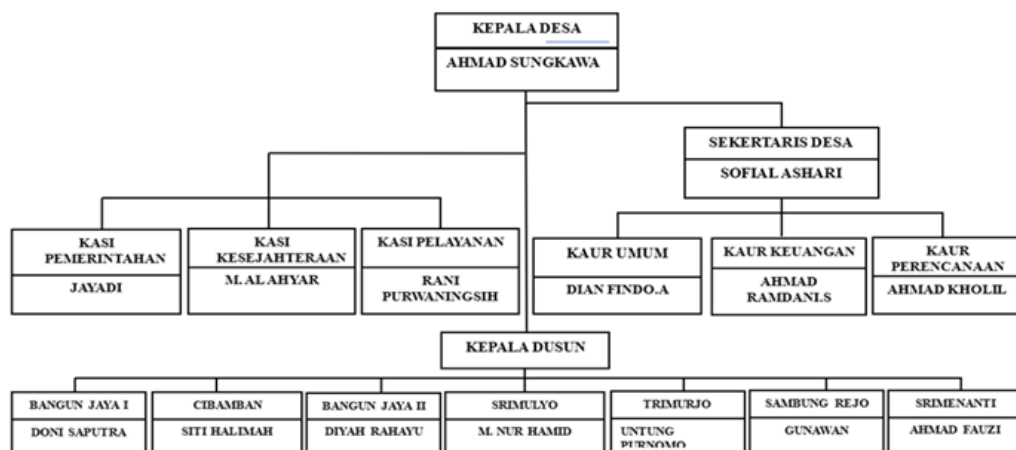 KEPALA DESA
AHMAD SUNGKAWA
SEKERTARIS DESA
SOFIAL ASHARI
KASI
PEMERINTAHAN
JAYADI
KASI
KESEJAHTERAAN
M. AL AHYAR
KASI PELAYANAN
RANI
PURWANINGSIH
KAUR UMUM
DIAN FINDO.A
KAUR KEUANGAN
AHMAD
RAMDANI.S
KAUR
PERENCANAAN
AHMAD KHOLIL
KEPALA DUSUN
BANGUN JAYA I
DONI SAPUTRA
CIBAMBAN
SITI HALIMAH
BANGUN JAYA II
DIYAH RAHAYU
SRIMULYO
M. NUR HAMID
TRIMURJO
UNTUNG
PURNOMO
SAMBUNG REJO
GUNAWAN
SRIMENANTI
AHMAD FAUZI